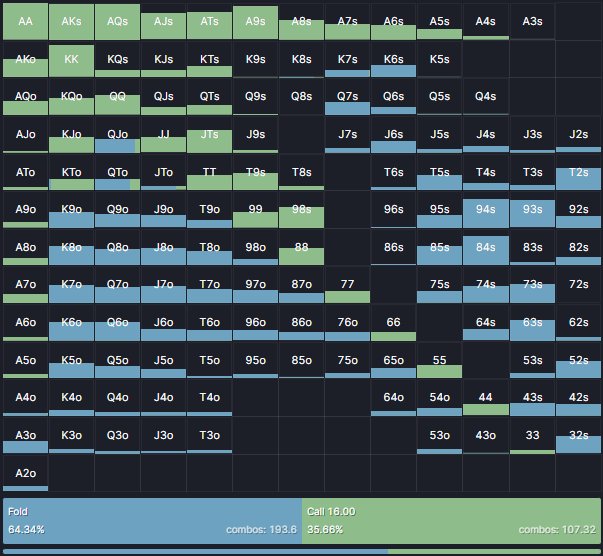 AA AKs AQs AJs ATs A9s A8s A7s A6s A5s A4s A3s
AKo KK KQs KJs KTs K9s K8s K7s K6s K5s
AQo KQo QQ QJs QTs Q9s Q8s Q7s Q6s Q5s Q4s
AJo KJo QJo JJ JTs J9s J7s J6s J5s J4s J3s J2s
ATo KTo QTo JTo TT T9s T8s T6s T5s T4s T3s T2s
A9o K9o Q9o J9o T9o 99 98s 96s 95s 94s 93s 92s
A8o K8o Q8o J8o T8o 98o 88 86s 85s 84s 83s 82s
A7o K7o Q7o J7o T7o 97o 87o 77 75s 74s 73s 72s
A6o K6o Q6o J6o T6o 96o 86o 76o 66 64s 63s 62s
A5o K5o Q5o J5o T5o 95o 85o 75o 65o 55 53s 52s
A4o K4o Q4o J4o T4o 64o 54o 44 43s 42s
A3o K3o Q3o J3o T3o 53o 43o 33 32s
A2o
Fold Call 16.00
64.34% combos: 193.6 35.66% combos: 107.32